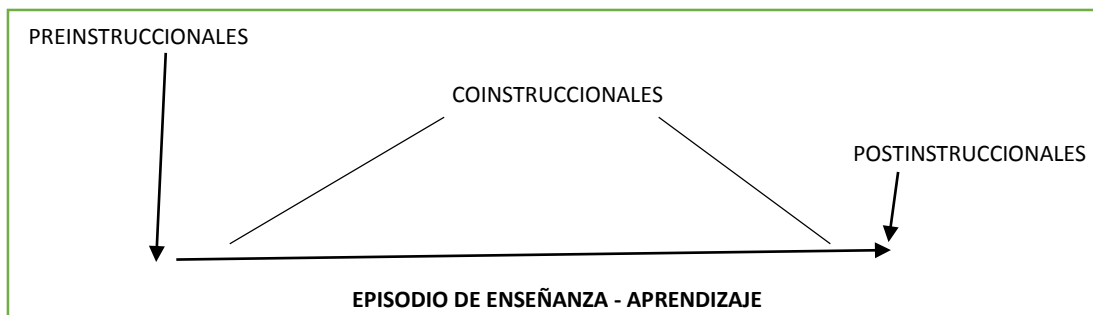 PREINSTRUCCIONALES
COINSTRUCCIONALES
POSTINSTRUCCIONALES
EPISODIO DE ENSEÑANZA - APRENDIZAJE